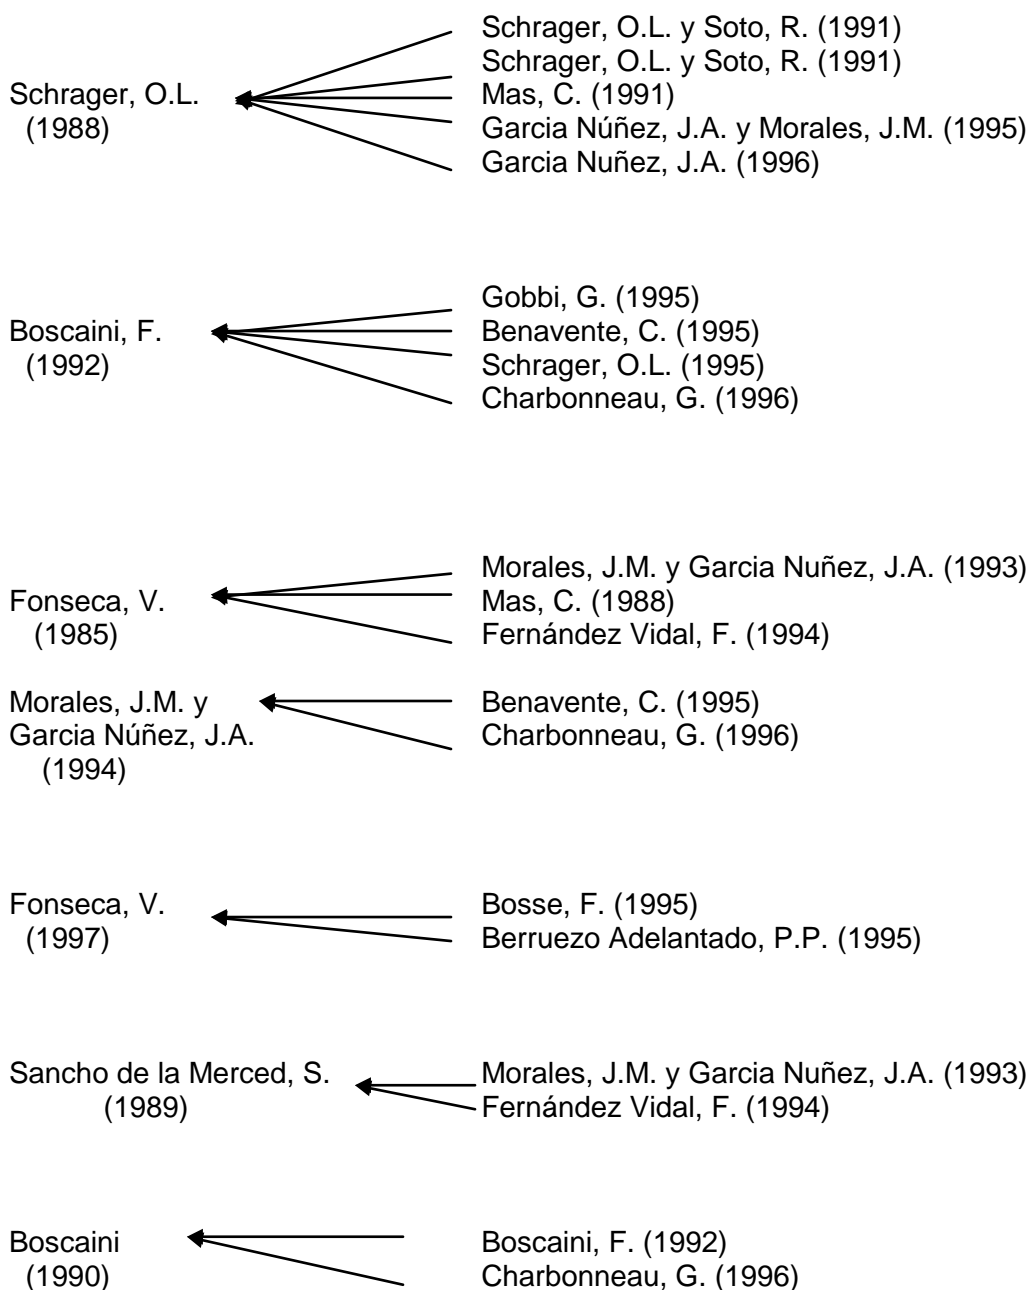 Schrager, O.L. y Soto, R. (1991)
Schrager, O.L. y Soto, R. (1991)
Schrager, O.L.
Mas, C. (1991)
(1988)
Garcia Núñez, J.A. y Morales, J.M. (1995)
Garcia Nuñez, J.A. (1996)
Gobbi, G. (1995)
Boscaini, F.
Benavente, C. (1995)
(1992)
Schrager, O.L. (1995)
Charbonneau, G. (1996)
Morales, J.M. y Garcia Nuñez, J.A. (1993)
Fonseca, V.
Mas, C. (1988)
(1985)
Fernández Vidal, F. (1994)
Morales, J.M. y
Benavente, C. (1995)
Garcia Núñez, J.A.
Charbonneau, G. (1996)
(1994)
Fonseca, V.
Bosse, F. (1995)
(1997)
Berruezo Adelantado, P.P. (1995)
Sancho de la Merced, S.
Morales, J.M. y Garcia Nuñez, J.A. (1993)
(1989)
Fernández Vidal, F. (1994)
Boscaini
Boscaini, F. (1992)
(1990)
Charbonneau, G. (1996)